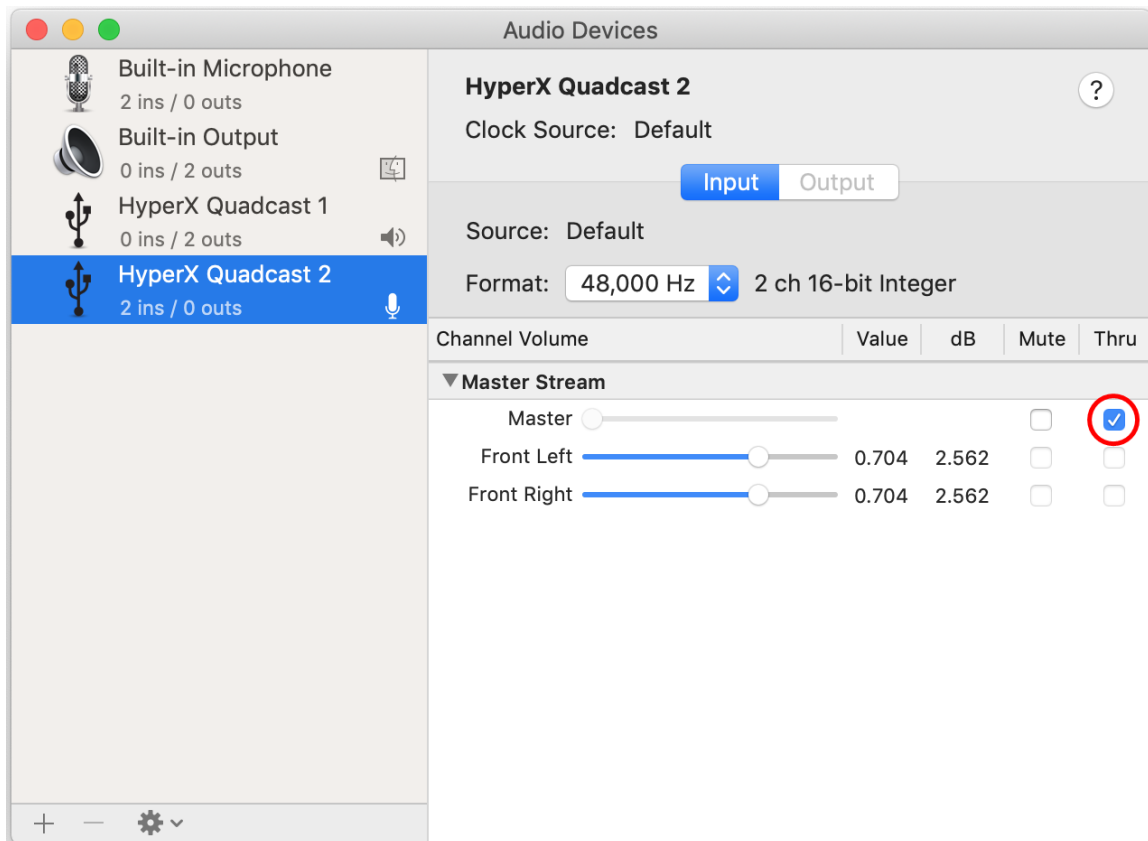 Audio Devices
Built-in Microphone
2 ins / 0 outs
Built-in Output
0 ins / 2 outs
HyperX Quadcast 1
0 ins / 2 outs
HyperX Quadcast 2
2 ins / 0 outs
HyperX Quadcast 2
?
Clock Source: Default
Input Output
Source: Default
Format: 48,000 Hz 2 ch 16-bit Integer
Channel Volume Value dB Mute Thru
Master Stream
Master
Front Left 0.704 2.562
Front Right 0.704 2.562